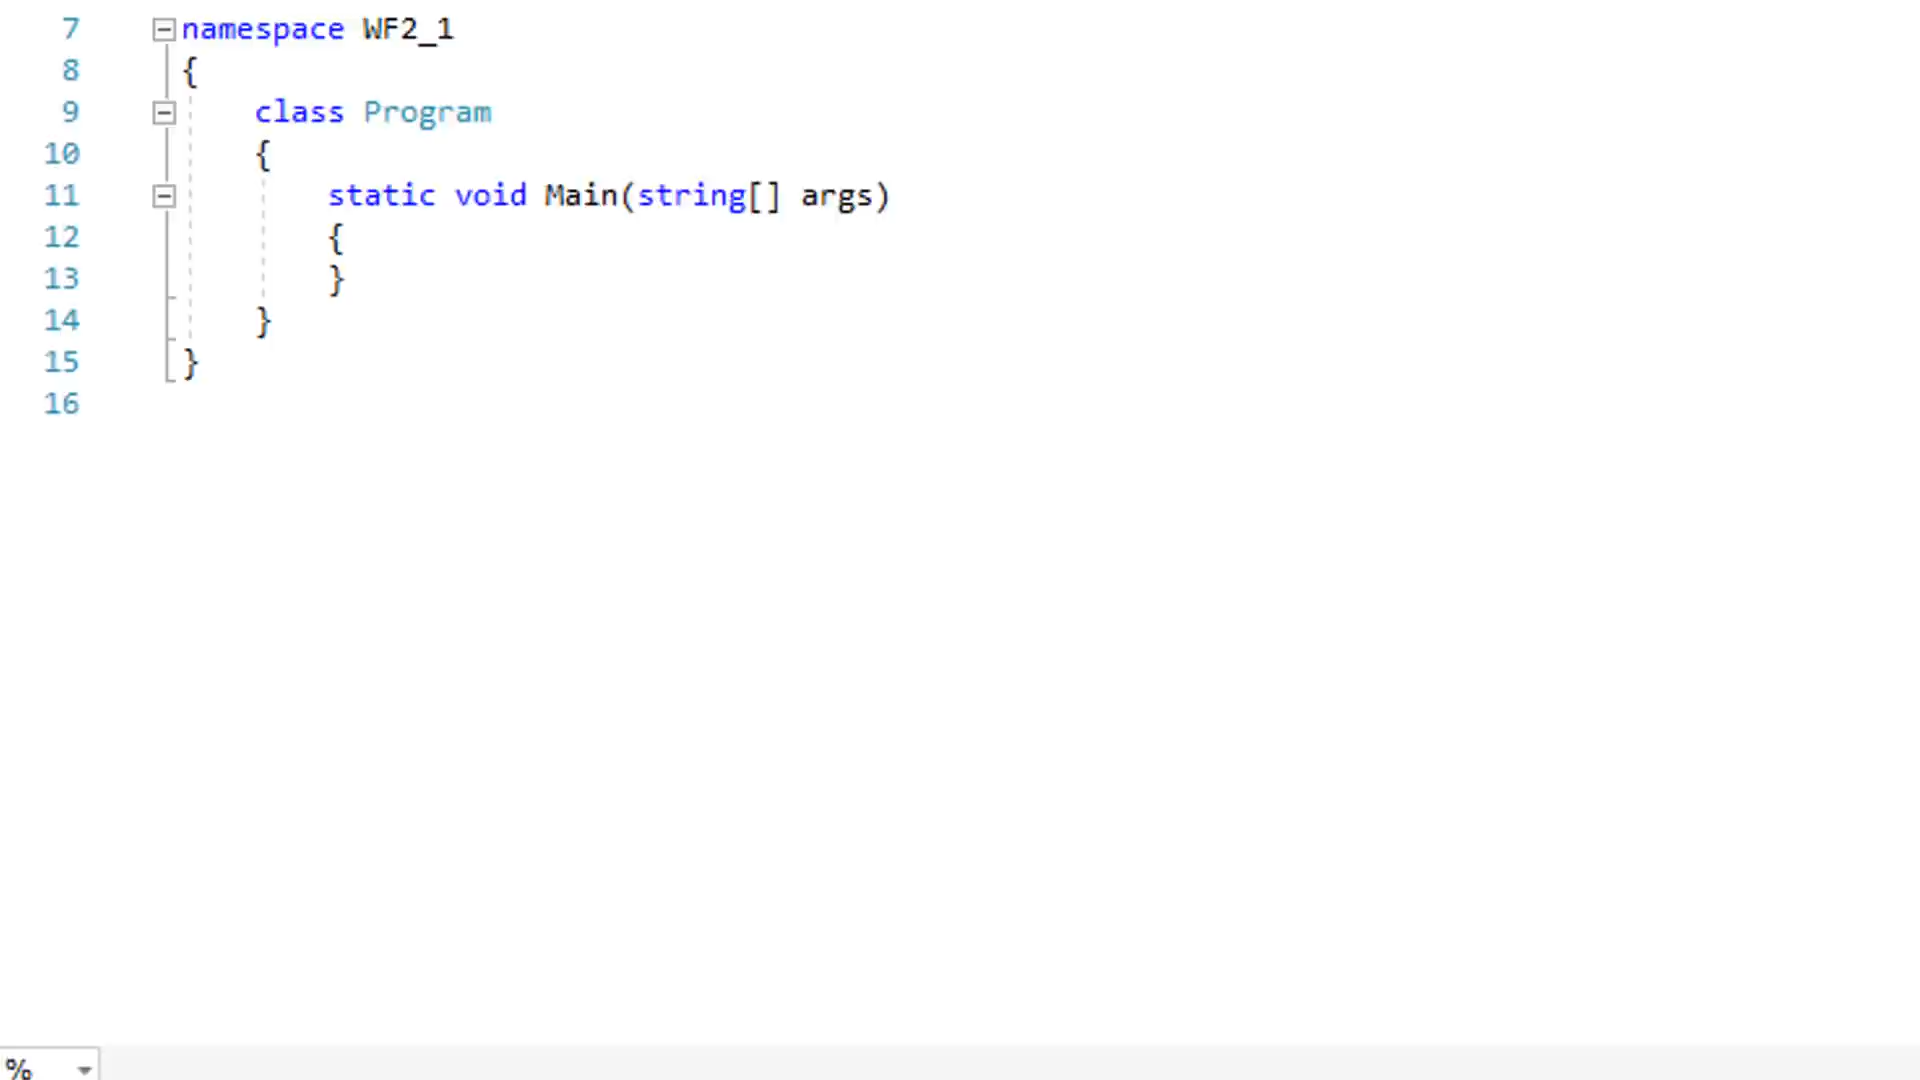 7 namespace WF2_1
8 {
9 class Program
10 {
11 static void Main(string[] args)
12 {
13 }
14 }
15 }
16
%